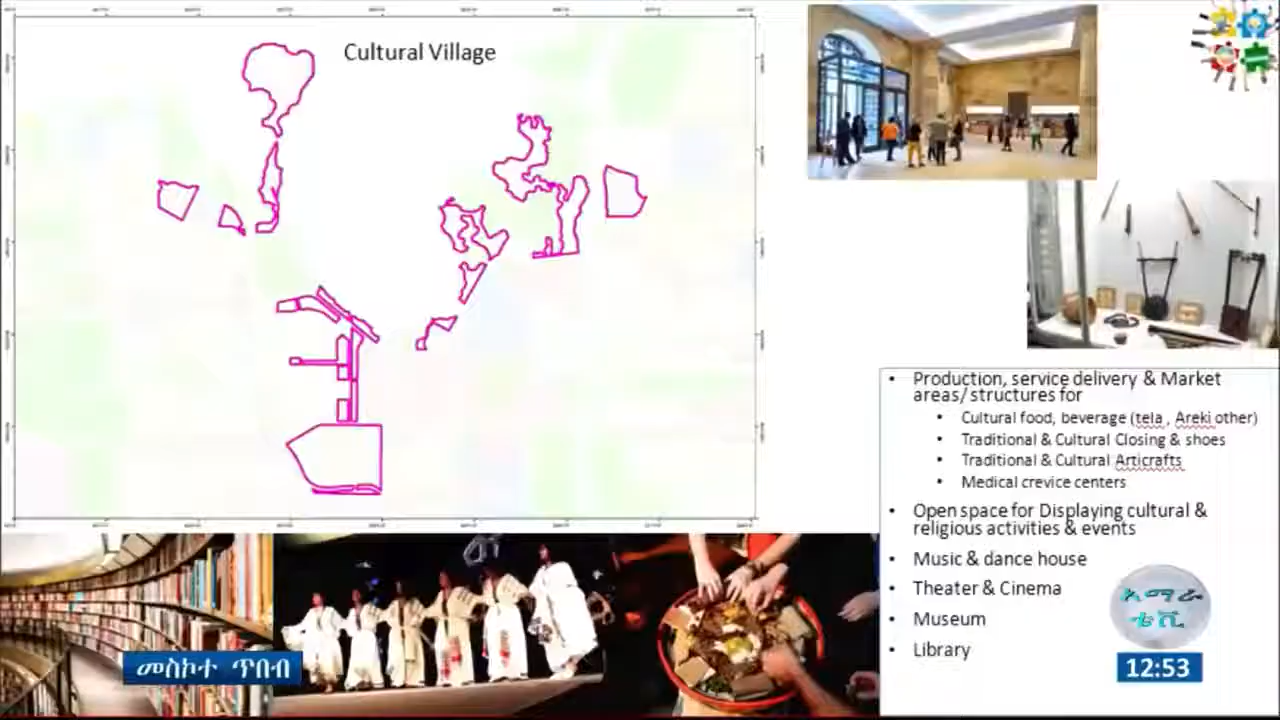 Cultural Village
• Production, service delivery & Market
areas/structures for
• Cultural food, beverage (tela , Areki other)
• Traditional & Cultural Closing & shoes
• Traditional & Cultural Articrafts
• Medical crevice centers
• Open space for Displaying cultural &
religious activities & events
• Music & dance house
• Theater & Cinema
• Museum
• Library
አማራ
ቲቪ
12:53
መስኮተ ጥበብ